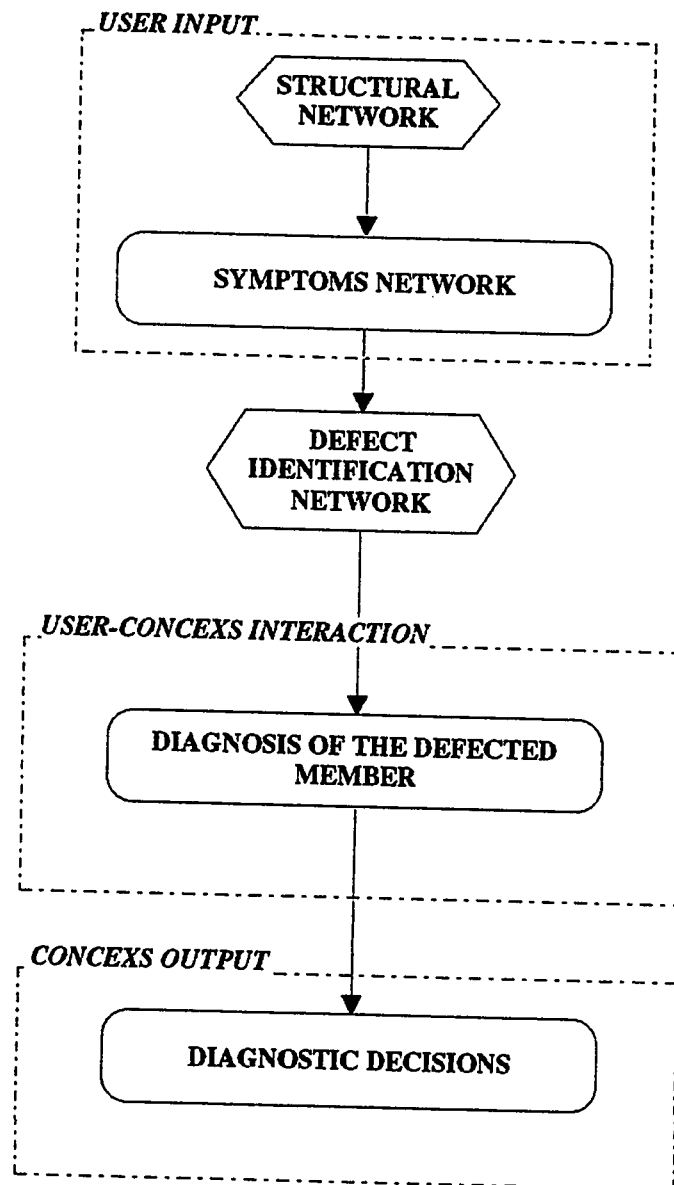 USER INPUT
STRUCTURAL
NETWORK
SYMPTOMS NETWORK
DEFECT
IDENTIFICATION
NETWORK
USER-CONCEXS INTERACTION
DIAGNOSIS OF THE DEFECTED
MEMBER
CONCEXS OUTPUT
DIAGNOSTIC DECISIONS